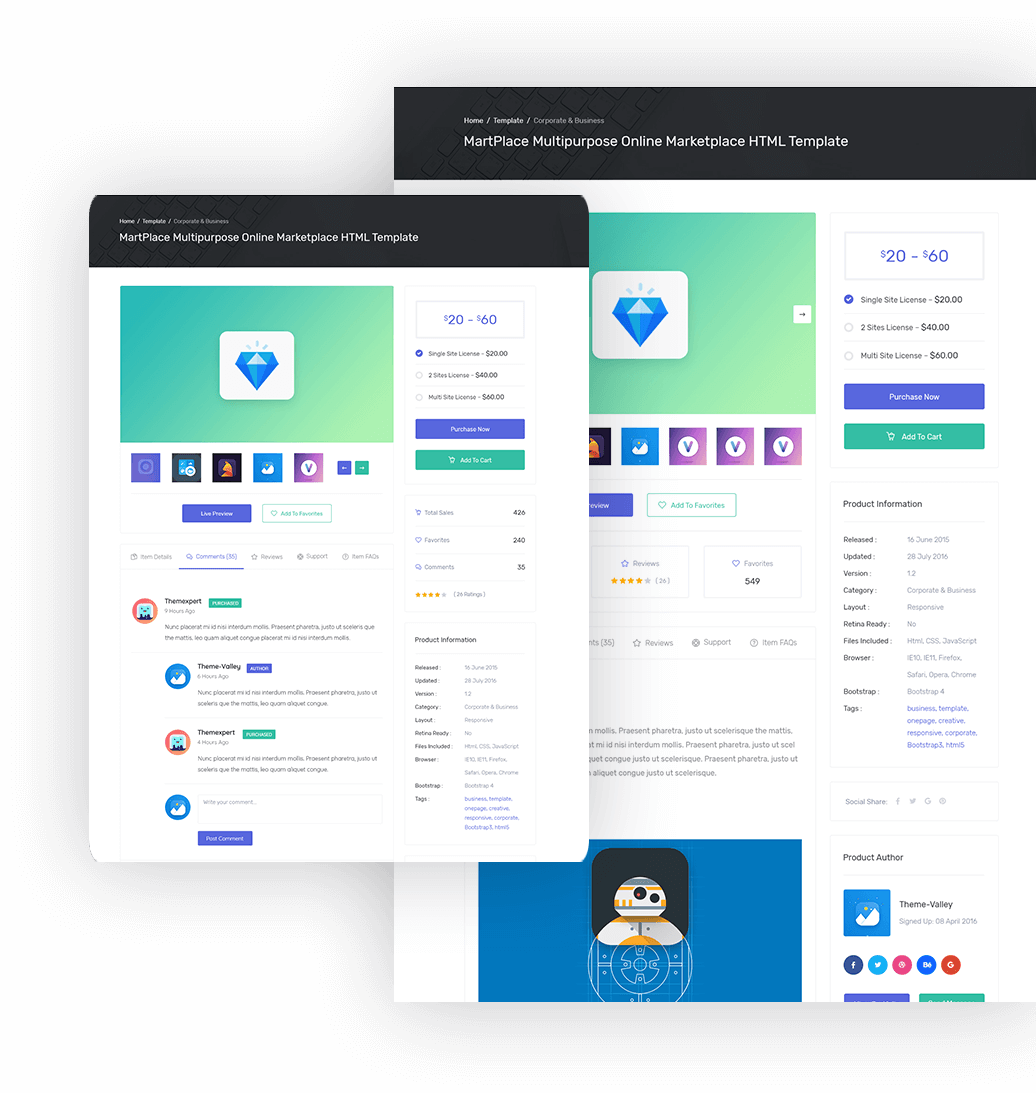 Home / Template / Corporate & Business
MartPlace Multipurpose Online Marketplace HTML Template
$20 - $60
Single Site License – $20.00
2 Sites License – $40.00
Multi Site License – $60.00
Purchase Now
Add To Cart
V
Live Preview
Add To Favorites
Total Sales 426
Favorites 240
Comments 35
( 26 Ratings )
Item Details
Comments (35)
Reviews
Support
Item FAQs
Themexpert PURCHASED
9 Hours Ago
Nunc placerat mi id nisi interdum mollis. Praesent pharetra, justo ut sceleris que
the mattis, leo quam aliquet congue placerat mi id nisi interdum mollis.
Theme-Valley AUTHOR
6 Hours Ago
Nunc placerat mi id nisi interdum mollis. Praesent pharetra, justo ut
sceleris que the mattis, leo quam aliquet congue.
Themexpert PURCHASED
4 Hours Ago
Nunc placerat mi id nisi interdum mollis. Praesent pharetra, justo ut
sceleris que the mattis, leo quam aliquet congue.
Write your comment...
Post Comment
Product Information
Released : 16 June 2015
Updated : 28 July 2016
Version : 1.2
Category : Corporate & Business
Layout : Responsive
Retina Ready : No
Files Included : Html, CSS, JavaScript
Browser : IE10, IE11, Firefox,
Safari, Opera, Chrome
Bootstrap : Bootstrap 4
Tags : business, template,
onepage, creative,
responsive, corporate,
Bootstrap3, html5
Home / Template / Corporate & Business
MartPlace Multipurpose Online Marketplace HTML Template
$20 - $60
Single Site License – $20.00
2 Sites License – $40.00
Multi Site License – $60.00
Purchase Now
Add To Cart
V V V
review
Add To Favorites
Reviews
( 26 )
Favorites
549
nts (35)
Reviews
Support
Item FAQs
n mollis. Praesent pharetra, justo ut scelerisque the mattis,
at mi id nisi interdum mollis. Praesent pharetra, justo ut scel
quet congue justo ut scelerisque. Praesent pharetra, justo ut
n aliquet congue justo ut scelerisque.
Product Information
Released : 16 June 2015
Updated : 28 July 2016
Version : 1.2
Category : Corporate & Business
Layout : Responsive
Retina Ready : No
Files Included : Html, CSS, JavaScript
Browser : IE10, IE11, Firefox,
Safari, Opera, Chrome
Bootstrap : Bootstrap 4
Tags : business, template,
onepage, creative,
responsive, corporate,
Bootstrap3, html5
Social Share:
Product Author
Theme-Valley
Signed Up: 08 April 2016